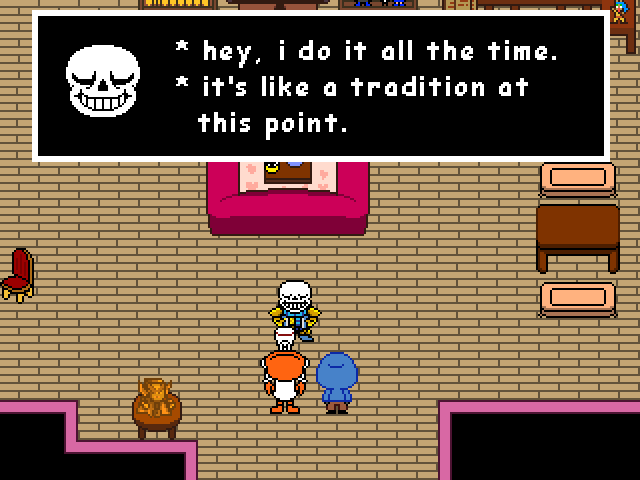 * hey, i do it all the time.
* it's like a tradition at
this point.